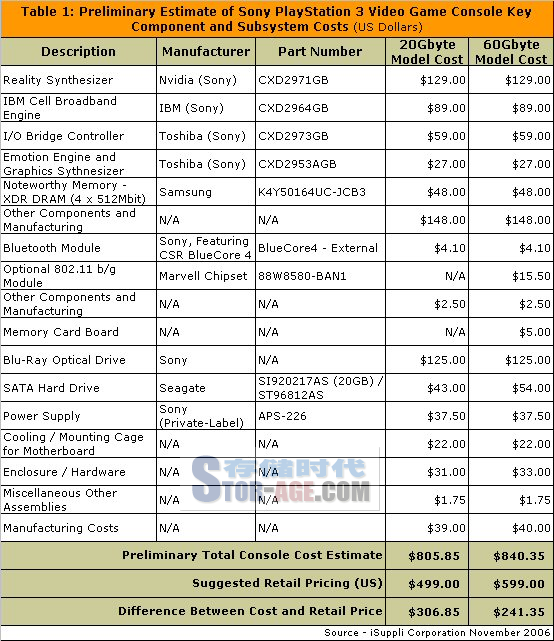 Table 1: Preliminary Estimate of Sony PlayStation 3 Video Game Console Key
Component and Subsystem Costs (US Dollars)
Description Manufacturer Part Number 20Gbyte Model Cost 60Gbyte Model Cost
Reality Synthesizer Nvidia (Sony) CXD2971GB $129.00 $129.00
IBM Cell Broadband Engine IBM (Sony) CXD2964GB $89.00 $89.00
I/O Bridge Controller Toshiba (Sony) CXD2973GB $59.00 $59.00
Emotion Engine and Graphics Sythnesizer Toshiba (Sony) CXD2953AGB $27.00 $27.00
Noteworthy Memory - XDR DRAM (4 x 512Mbit) Samsung K4Y50164UC-JCB3 $48.00 $48.00
Other Components and Manufacturing N/A N/A $148.00 $148.00
Bluetooth Module Sony, Featuring CSR BlueCore 4 BlueCore4 - External $4.10 $4.10
Optional 802.11 b/g Module Marvell Chipset 88W8580-BAN1 N/A $15.50
Other Components and Manufacturing N/A N/A $2.50 $2.50
Memory Card Board N/A N/A N/A $5.00
Blu-Ray Optical Drive Sony N/A $125.00 $125.00
SATA Hard Drive Seagate SI920217AS (20GB) / ST96812AS $43.00 $54.00
Power Supply Sony (Private-Label) APS-226 $37.50 $37.50
Cooling / Mounting Cage for Motherboard N/A N/A $22.00 $22.00
Enclosure / Hardware N/A N/A $31.00 $33.00
Miscellaneous Other Assemblies N/A N/A $1.75 $1.75
Manufacturing Costs N/A N/A $39.00 $40.00
存储时代
STOR-AGE.COM
Preliminary Total Console Cost Estimate $805.85 $840.35
Suggested Retail Pricing (US) $499.00 $599.00
Difference Between Cost and Retail Price $306.85 $241.35
Source - iSuppli Corporation November 2006